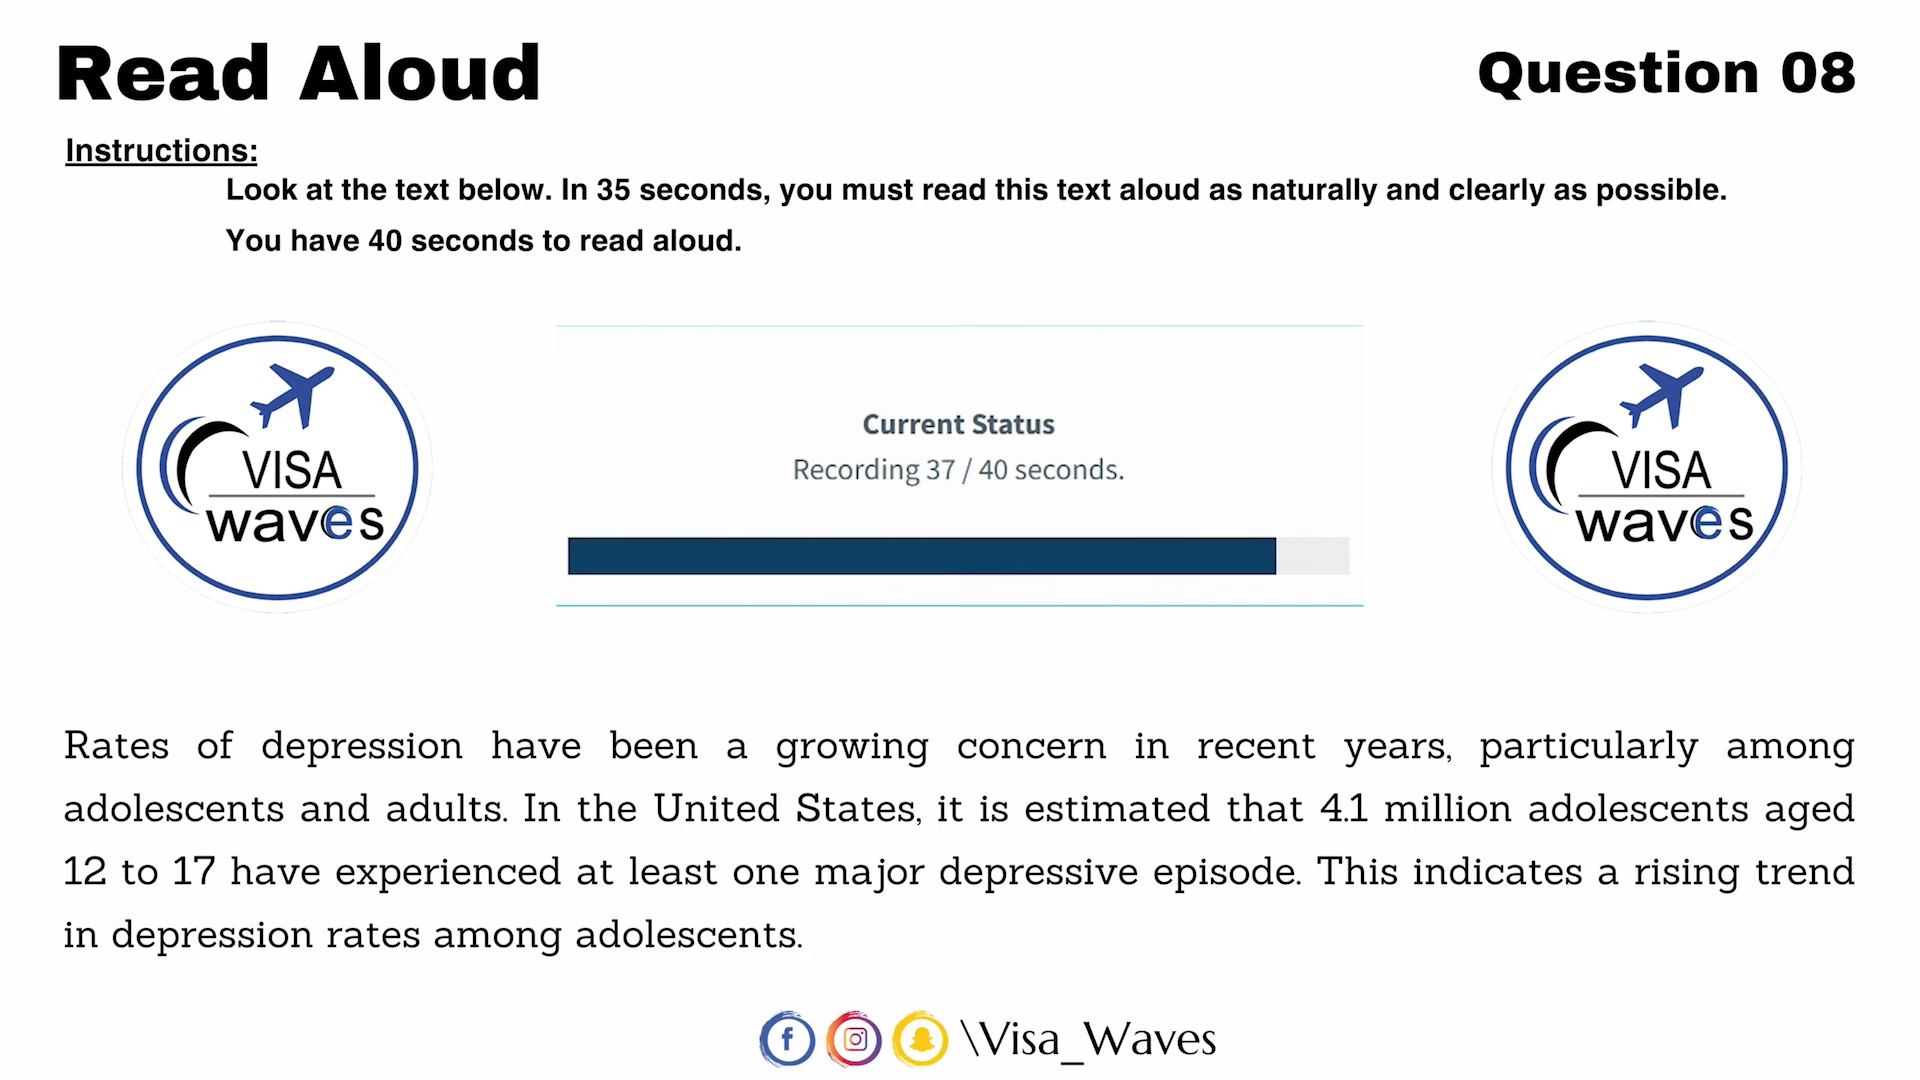 Read Aloud
Question 08
Instructions:
Look at the text below. In 35 seconds, you must read this text aloud as naturally and clearly as possible.
You have 40 seconds to read aloud.
VISA
waves
Current Status
Recording 37 / 40 seconds.
VISA
waves
Rates of depression have been a growing concern in recent years, particularly among
adolescents and adults. In the United States, it is estimated that 4.1 million adolescents aged
12 to 17 have experienced at least one major depressive episode. This indicates a rising trend
in depression rates among adolescents.
\Visa_Waves